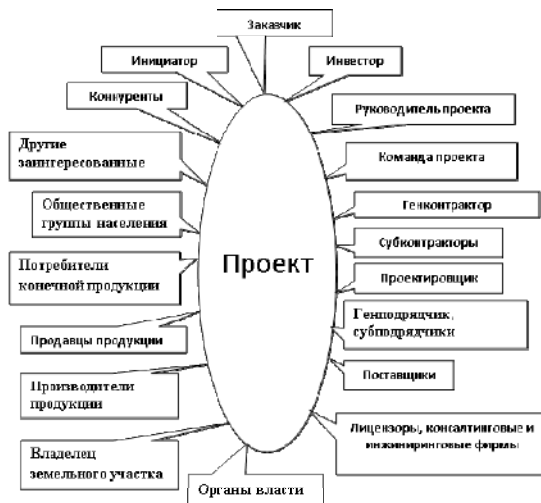 Заказчик
Инициатор
Инвестор
Конкуренты
Руководитель проекта
Другие
заинтересованные
Команда проекта
Общественные
группы населения
Генконтрактор
Субконтракторы
Проект
Потребители
конечной продукции
Проектировщик
Генподрядчик,
субподрядчики
Продавцы продукции
Поставщики
Производители
продукции
Лицензоры, консалтинговые и
инжиниринговые фирмы
Владелец
земельного участка
Органы власти